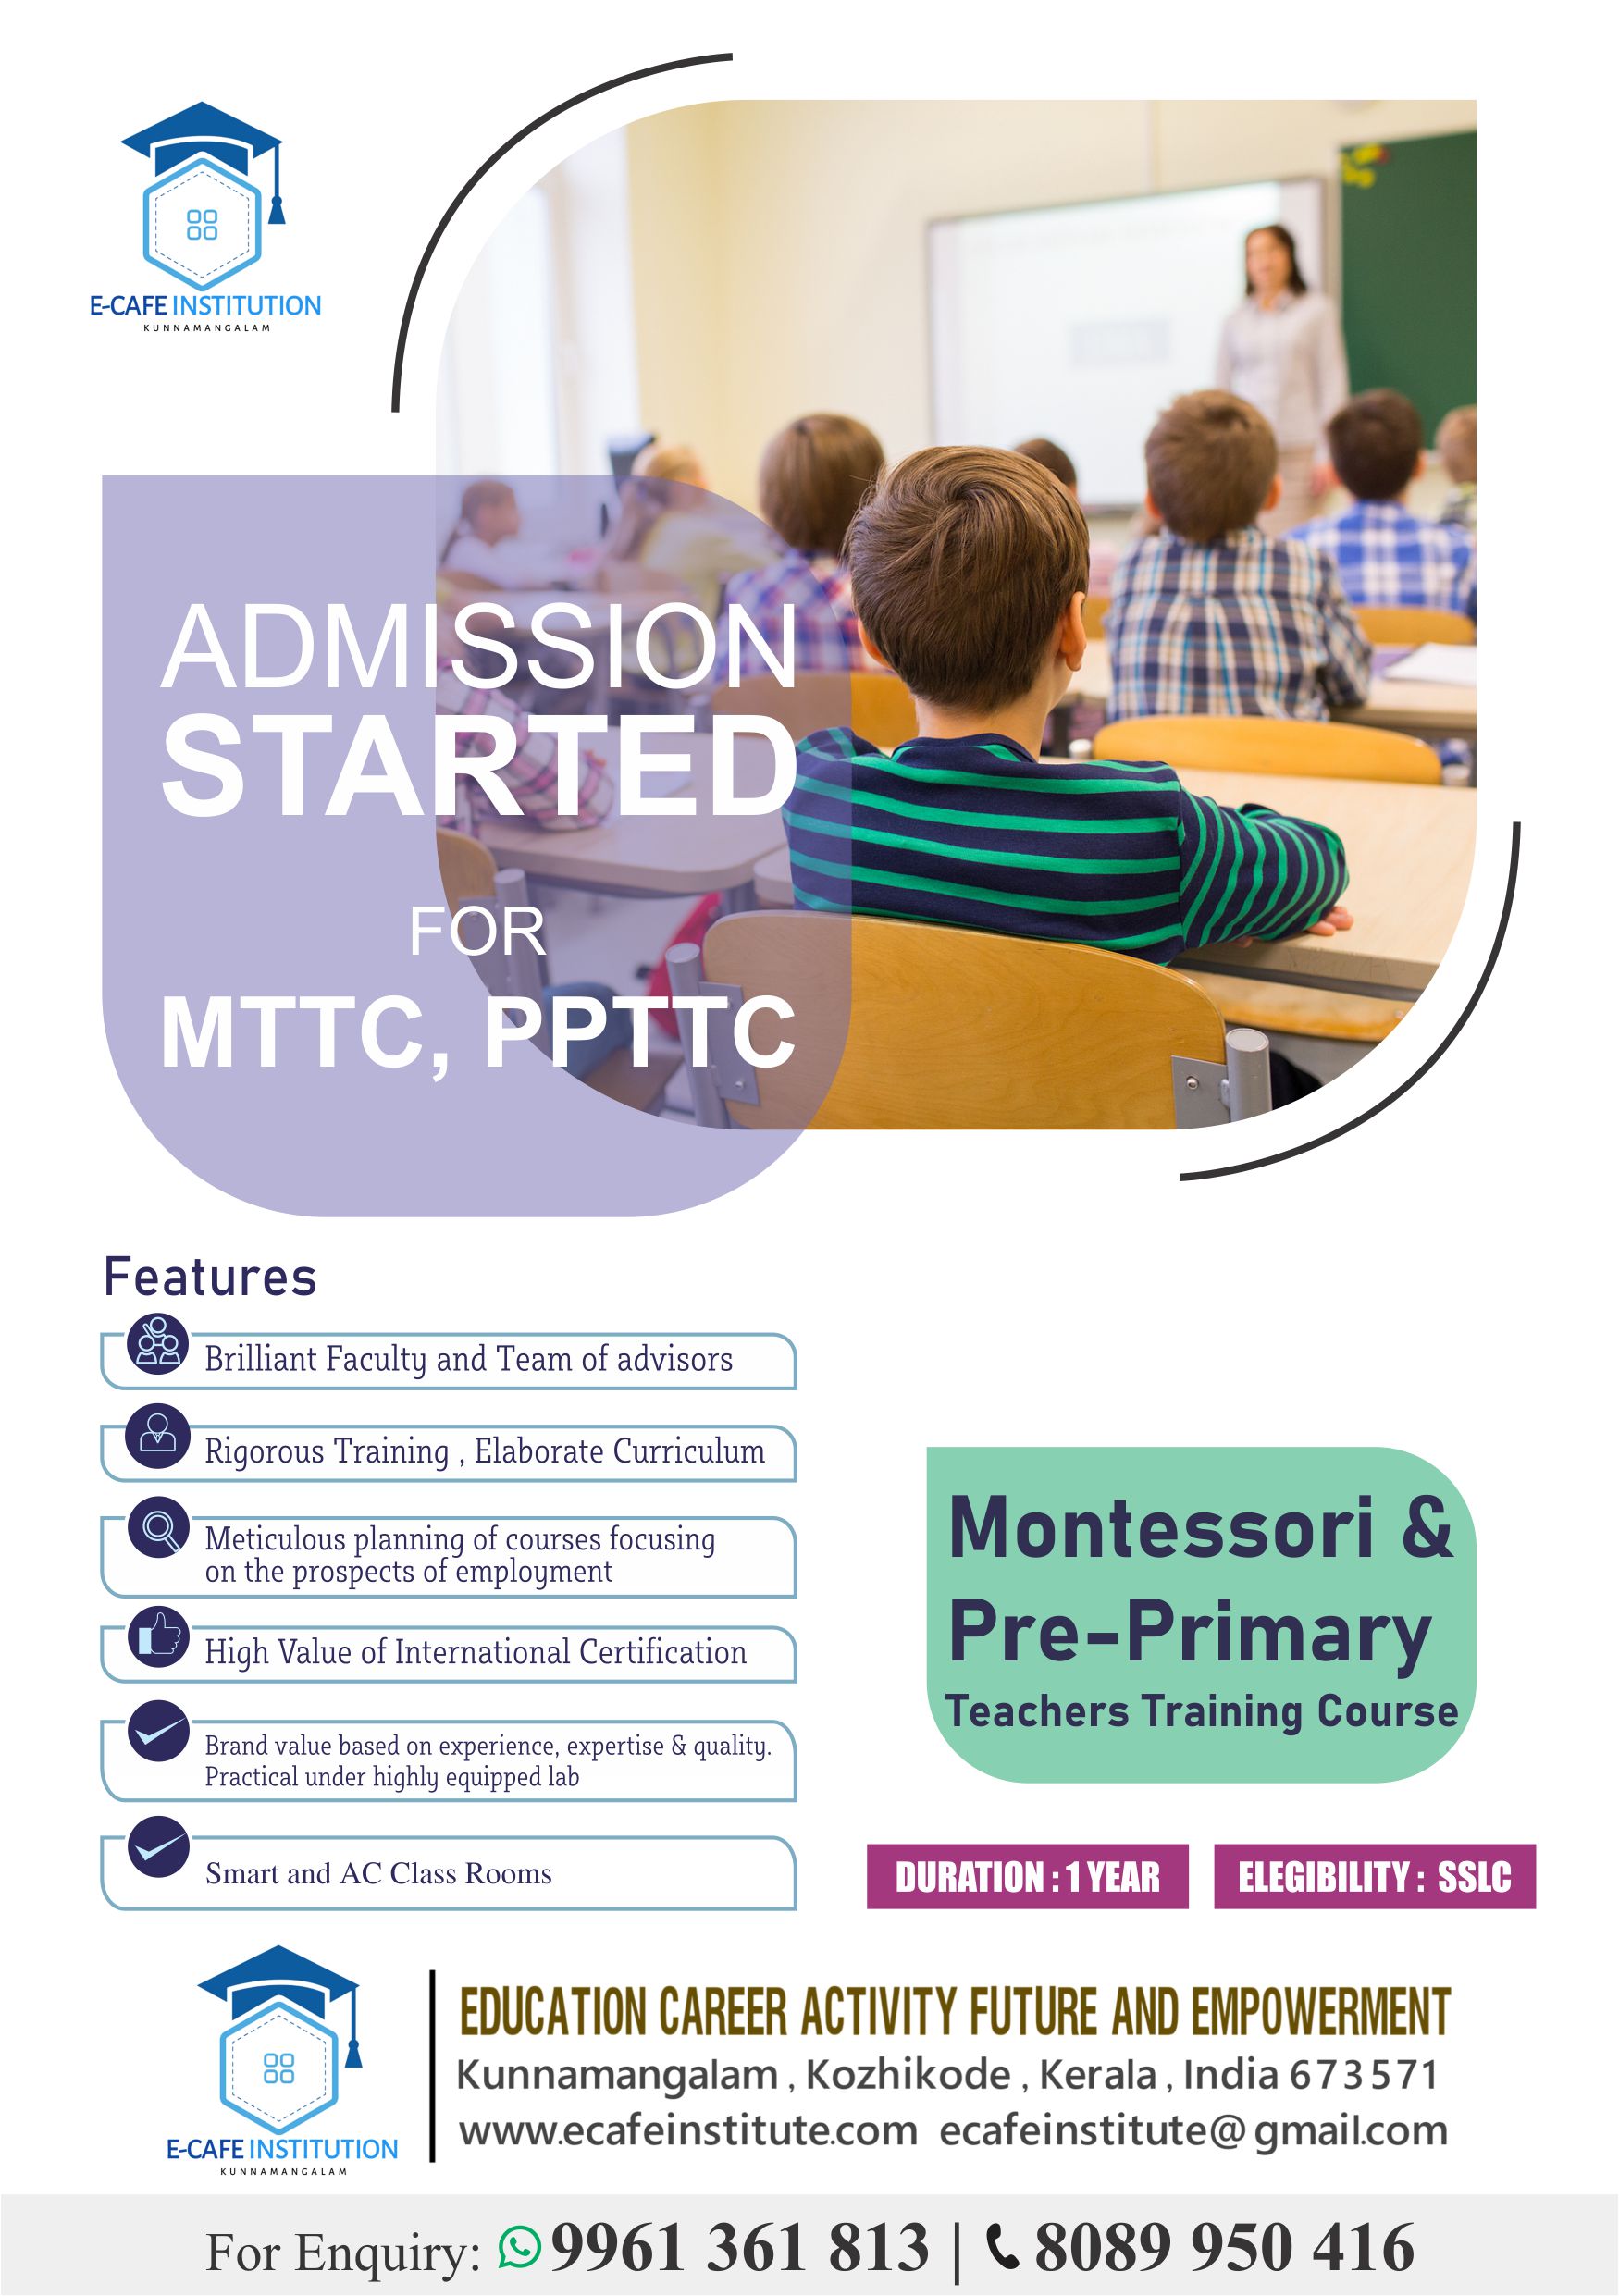 E-CAFE INSTITUTION
KUNNAMANGALAM
ADMISSION
STARTED
FOR
MTTC, PPTTC
Features
Brilliant Faculty and Team of advisors
Rigorous Training , Elaborate Curriculum
Meticulous planning of courses focusing
on the prospects of employment
High Value of International Certification
Brand value based on experience, expertise & quality.
Practical under highly equipped lab
Smart and AC Class Rooms
Montessori &
Pre-Primary
Teachers Training Course
DURATION : 1 YEAR
ELEGIBILITY : SSLC
E-CAFE INSTITUTION
KUNNAMANGALAM
EDUCATION CAREER ACTIVITY FUTURE AND EMPOWERMENT
Kunnamangalam , Kozhikode , Kerala , India 673571
www.ecafeinstitute.com ecafeinstitute@gmail.com
For Enquiry: 9961 361 813 | 8089 950 416